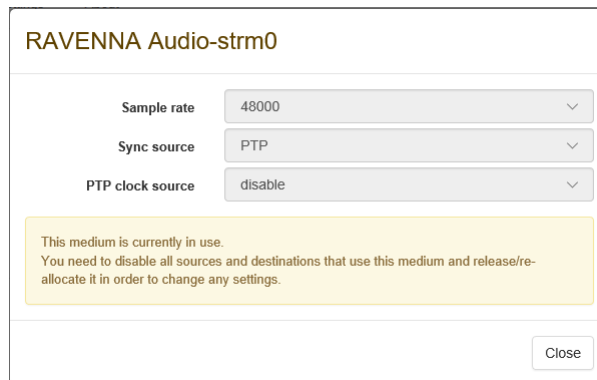 RAVENNA Audio-strm0
Sample rate 48000
Sync source PTP
PTP clock source disable
This medium is currently in use.
You need to disable all sources and destinations that use this medium and release/re-
allocate it in order to change any settings.
Close